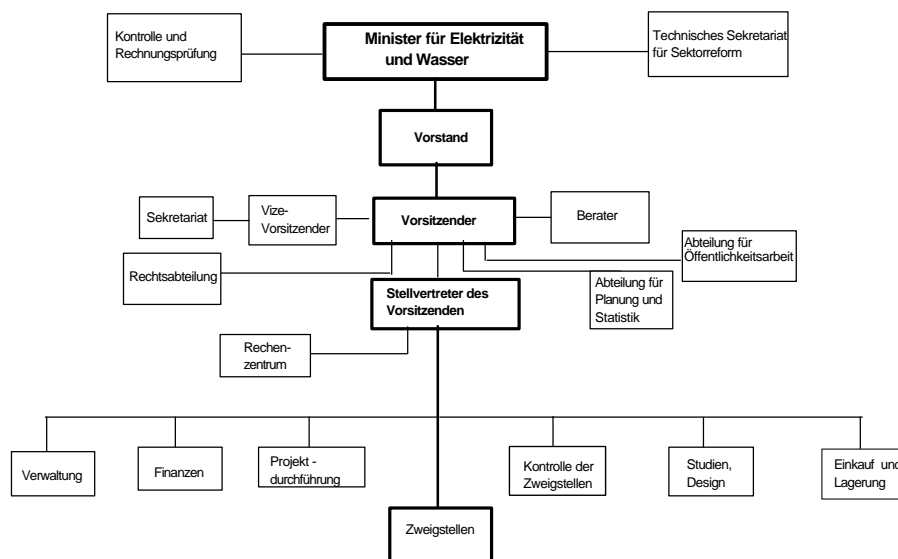 Kontrolle und
Rechnungsprüfung
Minister für Elektrizität
und Wasser
Technisches Sekretariat
für Sektorreform
Vorstand
Sekretariat
Vize-
Vorsitzender
Vorsitzender
Berater
Rechtsabteilung
Abteilung für
Öffentlichkeitsarbeit
Stellvertreter des
Vorsitzenden
Abteilung für
Planung und
Statistik
Rechen-
zentrum
Verwaltung
Finanzen
Projekt -
durchführung
Kontrolle der
Zweigstellen
Studien,
Design
Einkauf und
Lagerung
Zweigstellen